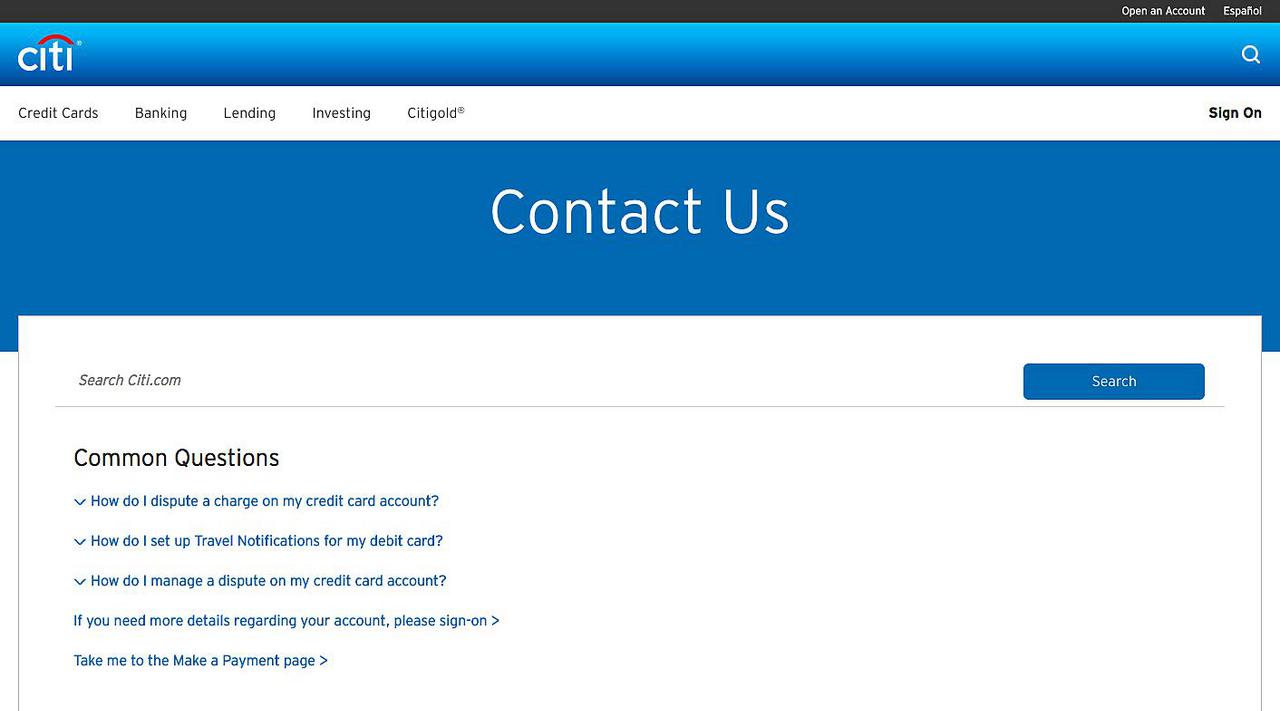 Open an Account Español
citi®
Credit Cards Banking Lending Investing Citigold® Sign On
Contact Us
Search Citi.com Search
Common Questions
How do I dispute a charge on my credit card account?
How do I set up Travel Notifications for my debit card?
How do I manage a dispute on my credit card account?
If you need more details regarding your account, please sign-on >
Take me to the Make a Payment page >